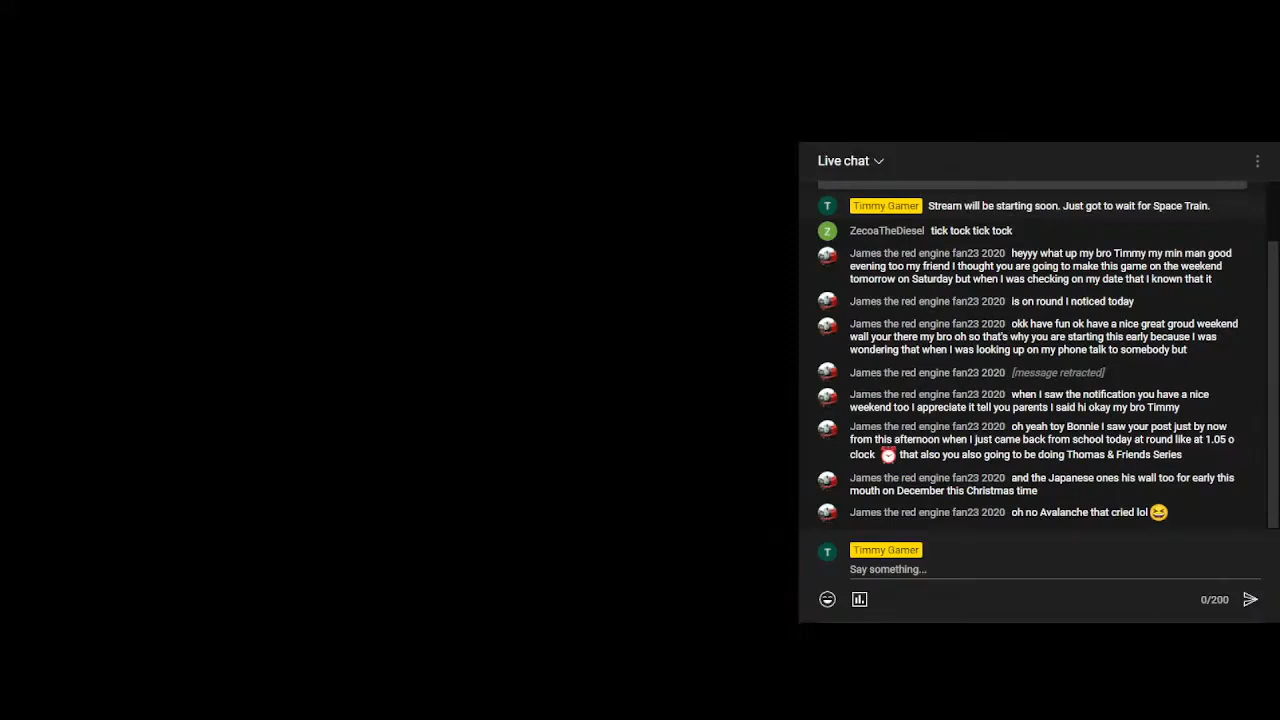 Live chat
T Timmy Gamer Stream will be starting soon. Just got to wait for Space Train.
Z ZecoaTheDiesel tick tock tick tock
James the red engine fan23 2020 heyyy what up my bro Timmy my min man good
evening too my friend I thought you are going to make this game on the weekend
tomorrow on Saturday but when I was checking on my date that I known that it
James the red engine fan23 2020 is on round I noticed today
James the red engine fan23 2020 okk have fun ok have a nice great groud weekend
wall your there my bro oh so that's why you are starting this early because I was
wondering that when I was looking up on my phone talk to somebody but
James the red engine fan23 2020 [message retracted]
James the red engine fan23 2020 when I saw the notification you have a nice
weekend too I appreciate it tell you parents I said hi okay my bro Timmy
James the red engine fan23 2020 oh yeah toy Bonnie I saw your post just by now
from this afternoon when I just came back from school today at round like at 1.05 o
clock ⏰ that also you also going to be doing Thomas & Friends Series
James the red engine fan23 2020 and the Japanese ones his wall too for early this
mouth on December this Christmas time
James the red engine fan23 2020 oh no Avalanche that cried lol 😆
T Timmy Gamer
Say something...
0/200